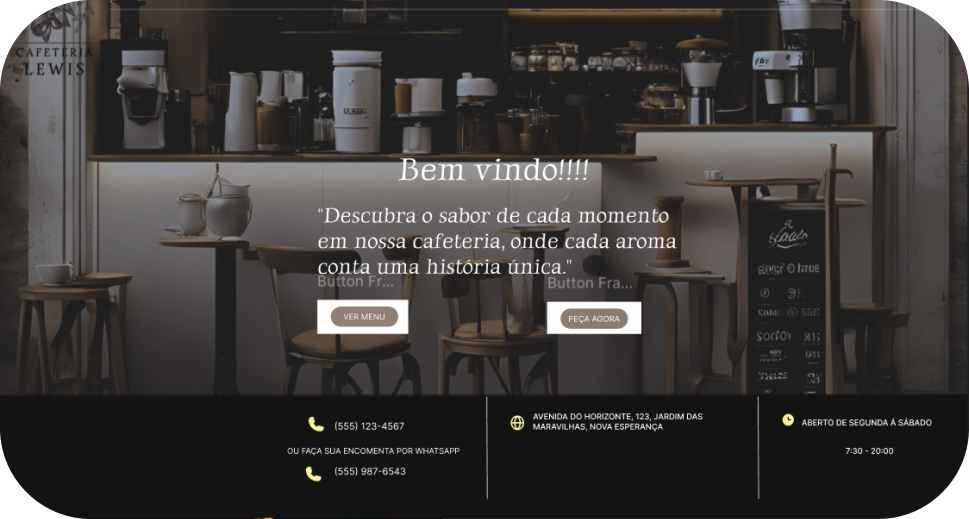 CAFETERIA
LEWIS
Bem vindo!!!!
"Descubra o sabor de cada momento
em nossa cafeteria, onde cada aroma
conta uma história única."
Button Fr...
Button Fra...
VER MENU
PEÇA AGORA
(555) 123-4567
OU FAÇA SUA ENCOMENTA POR WHATSAPP
(555) 987-6543
AVENIDA DO HORIZONTE, 123, JARDIM DAS
MARAVILHAS, NOVA ESPERANÇA
ABERTO DE SEGUNDA Á SÁBADO
7:30 - 20:00